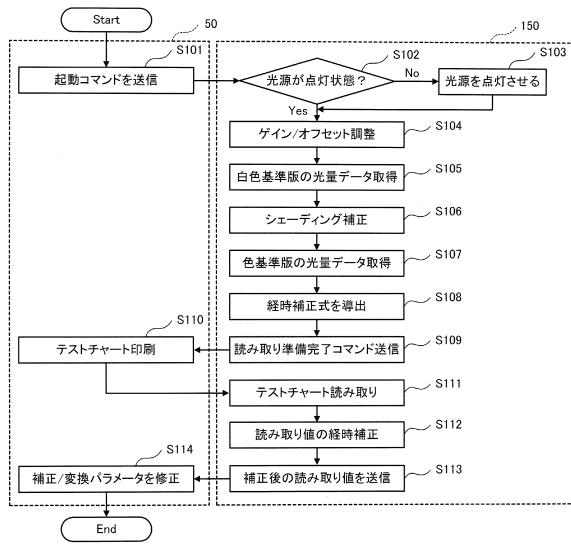 Start
50
150
S101
起動コマンドを送信
S102
光源が点灯状態?
No
S103
光源を点灯させる
Yes
S104
ゲイン/オフセット調整
S105
白色基準版の光量データ取得
S106
シェーディング補正
S107
色基準版の光量データ取得
S108
経時補正式を導出
S109
読み取り準備完了コマンド送信
S110
テストチャート印刷
S111
テストチャート読み取り
S112
読み取り値の経時補正
S113
補正後の読み取り値を送信
S114
補正/変換パラメータを修正
End